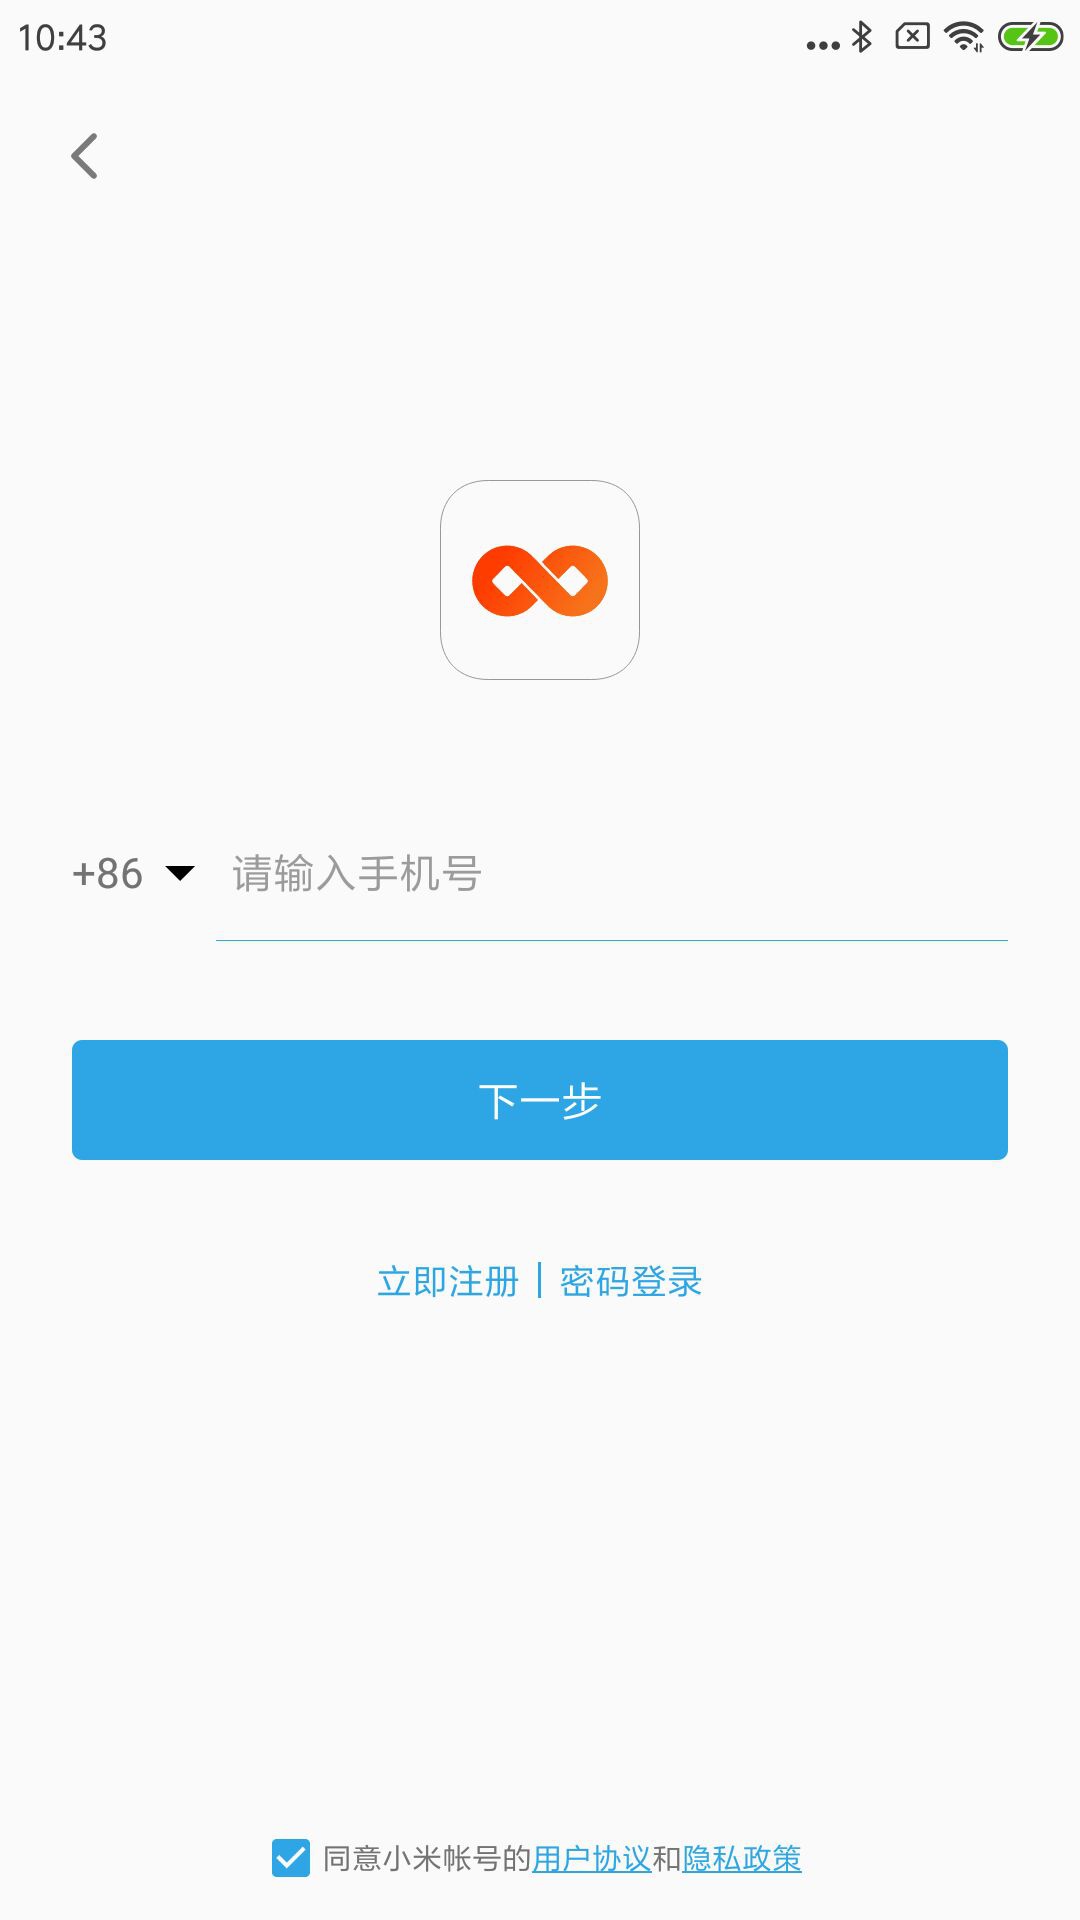 10:43
+86 请输入手机号
下一步
立即注册 | 密码登录
同意小米帐号的用户协议和隐私政策